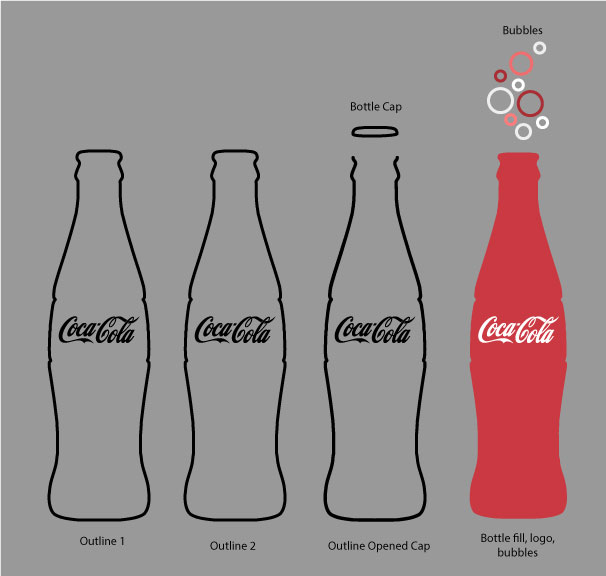 Bubbles
Bottle Cap
Coca-Cola
Coca-Cola
Coca-Cola
Coca-Cola
Outline 1
Outline 2
Outline Opened Cap
Bottle fill, logo,
bubbles